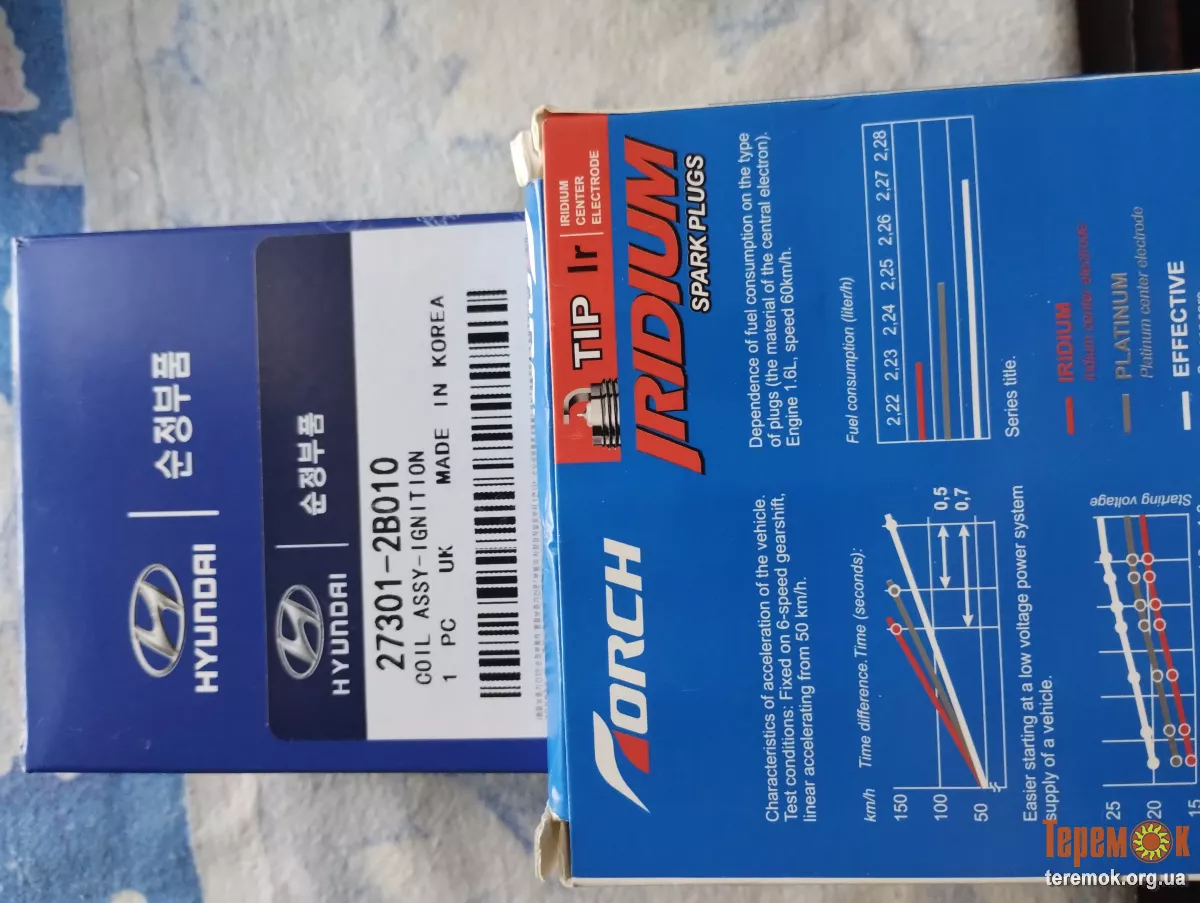 HYUNDAI
순정부품
HYUNDAI
순정부품
27301-2B010
COIL ASSY-IGNITION
1 PC UK MADE IN KOREA
TORCH
TIP Ir
IRIDIUM
CENTER
ELECTRODE
IRIDIUM
SPARK PLUGS
Characteristics of acceleration of the vehicle.
Test conditions: Fixed on 6-speed gearshift,
linear accelerating from 50 km/h.
km/h Time difference. Time (seconds):
150
100
50
0,5
0,7
Dependence of fuel consumption on the type
of plugs (the material of the central electron).
Engine 1.6L, speed 60km/h.
Fuel consumption (liter/h)
2,22 2,23 2,24 2,25 2,26 2,27 2,28
Easier starting at a low voltage power system
supply of a vehicle.
25
20
15
Starting voltage
Series title.
IRIDIUM
Iridium center electrode
PLATINUM
Platinum center electrode
EFFECTIVE
Теремок
teremok.org.ua